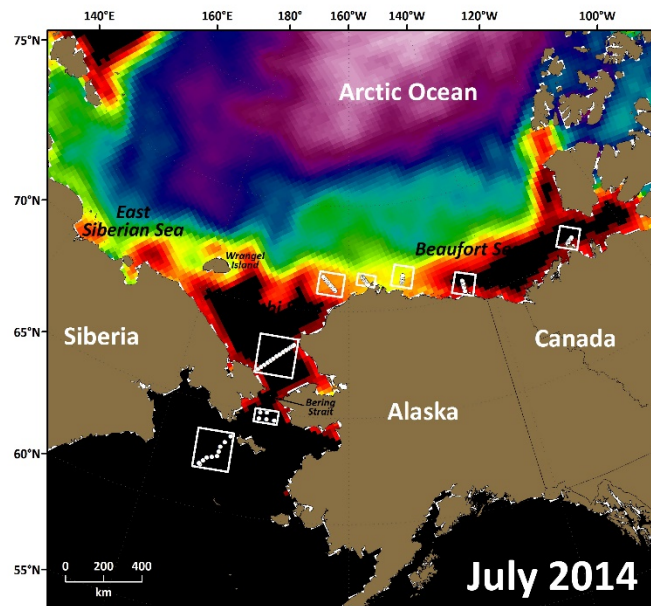 140°E 160°E 180° 160°W 140°W 120°W 100°W
75°N
Arctic Ocean
70°N
East
Siberian Sea
Wrangel
Island
Beaufort
65°N
Siberia
Canada
Bering
Strait
Alaska
60°N
55°N
0 200 400
km
July 2014